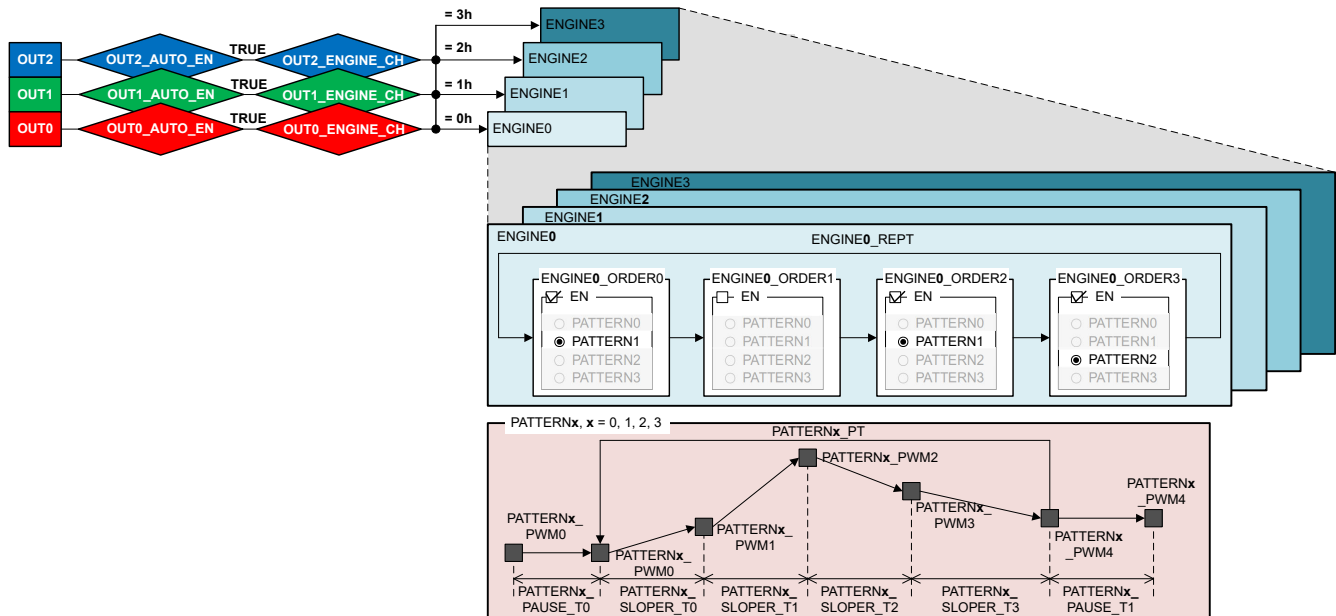 = 3h
ENGINE3
OUT2
OUT2_AUTO_EN
TRUE
OUT2_ENGINE_CH
= 2h
ENGINE2
OUT1
OUT1_AUTO_EN
TRUE
OUT1_ENGINE_CH
= 1h
ENGINE1
OUT0
OUT0_AUTO_EN
TRUE
OUT0_ENGINE_CH
= 0h
ENGINE0
ENGINE3
ENGINE2
ENGINE1
ENGINE0
ENGINE0_REPT
ENGINE0_ORDER0
EN
PATTERN0
PATTERN1
PATTERN2
PATTERN3
ENGINE0_ORDER1
EN
PATTERN0
PATTERN1
PATTERN2
PATTERN3
ENGINE0_ORDER2
EN
PATTERN0
PATTERN1
PATTERN2
PATTERN3
ENGINE0_ORDER3
EN
PATTERN0
PATTERN1
PATTERN2
PATTERN3
PATTERNx, x = 0, 1, 2, 3
PATTERNx_PT
PATTERNx_
PWM0
PATTERNx_
PWM0
PATTERNx_
PWM1
PATTERNx_PWM2
PATTERNx_
PWM3
PATTERNx
_PWM4
PATTERNx
_PWM4
PATTERNx_
PAUSE_T0
PATTERNx_
SLOPER_T0
PATTERNx_
SLOPER_T1
PATTERNx_
SLOPER_T2
PATTERNx_
SLOPER_T3
PATTERNx_
PAUSE_T1